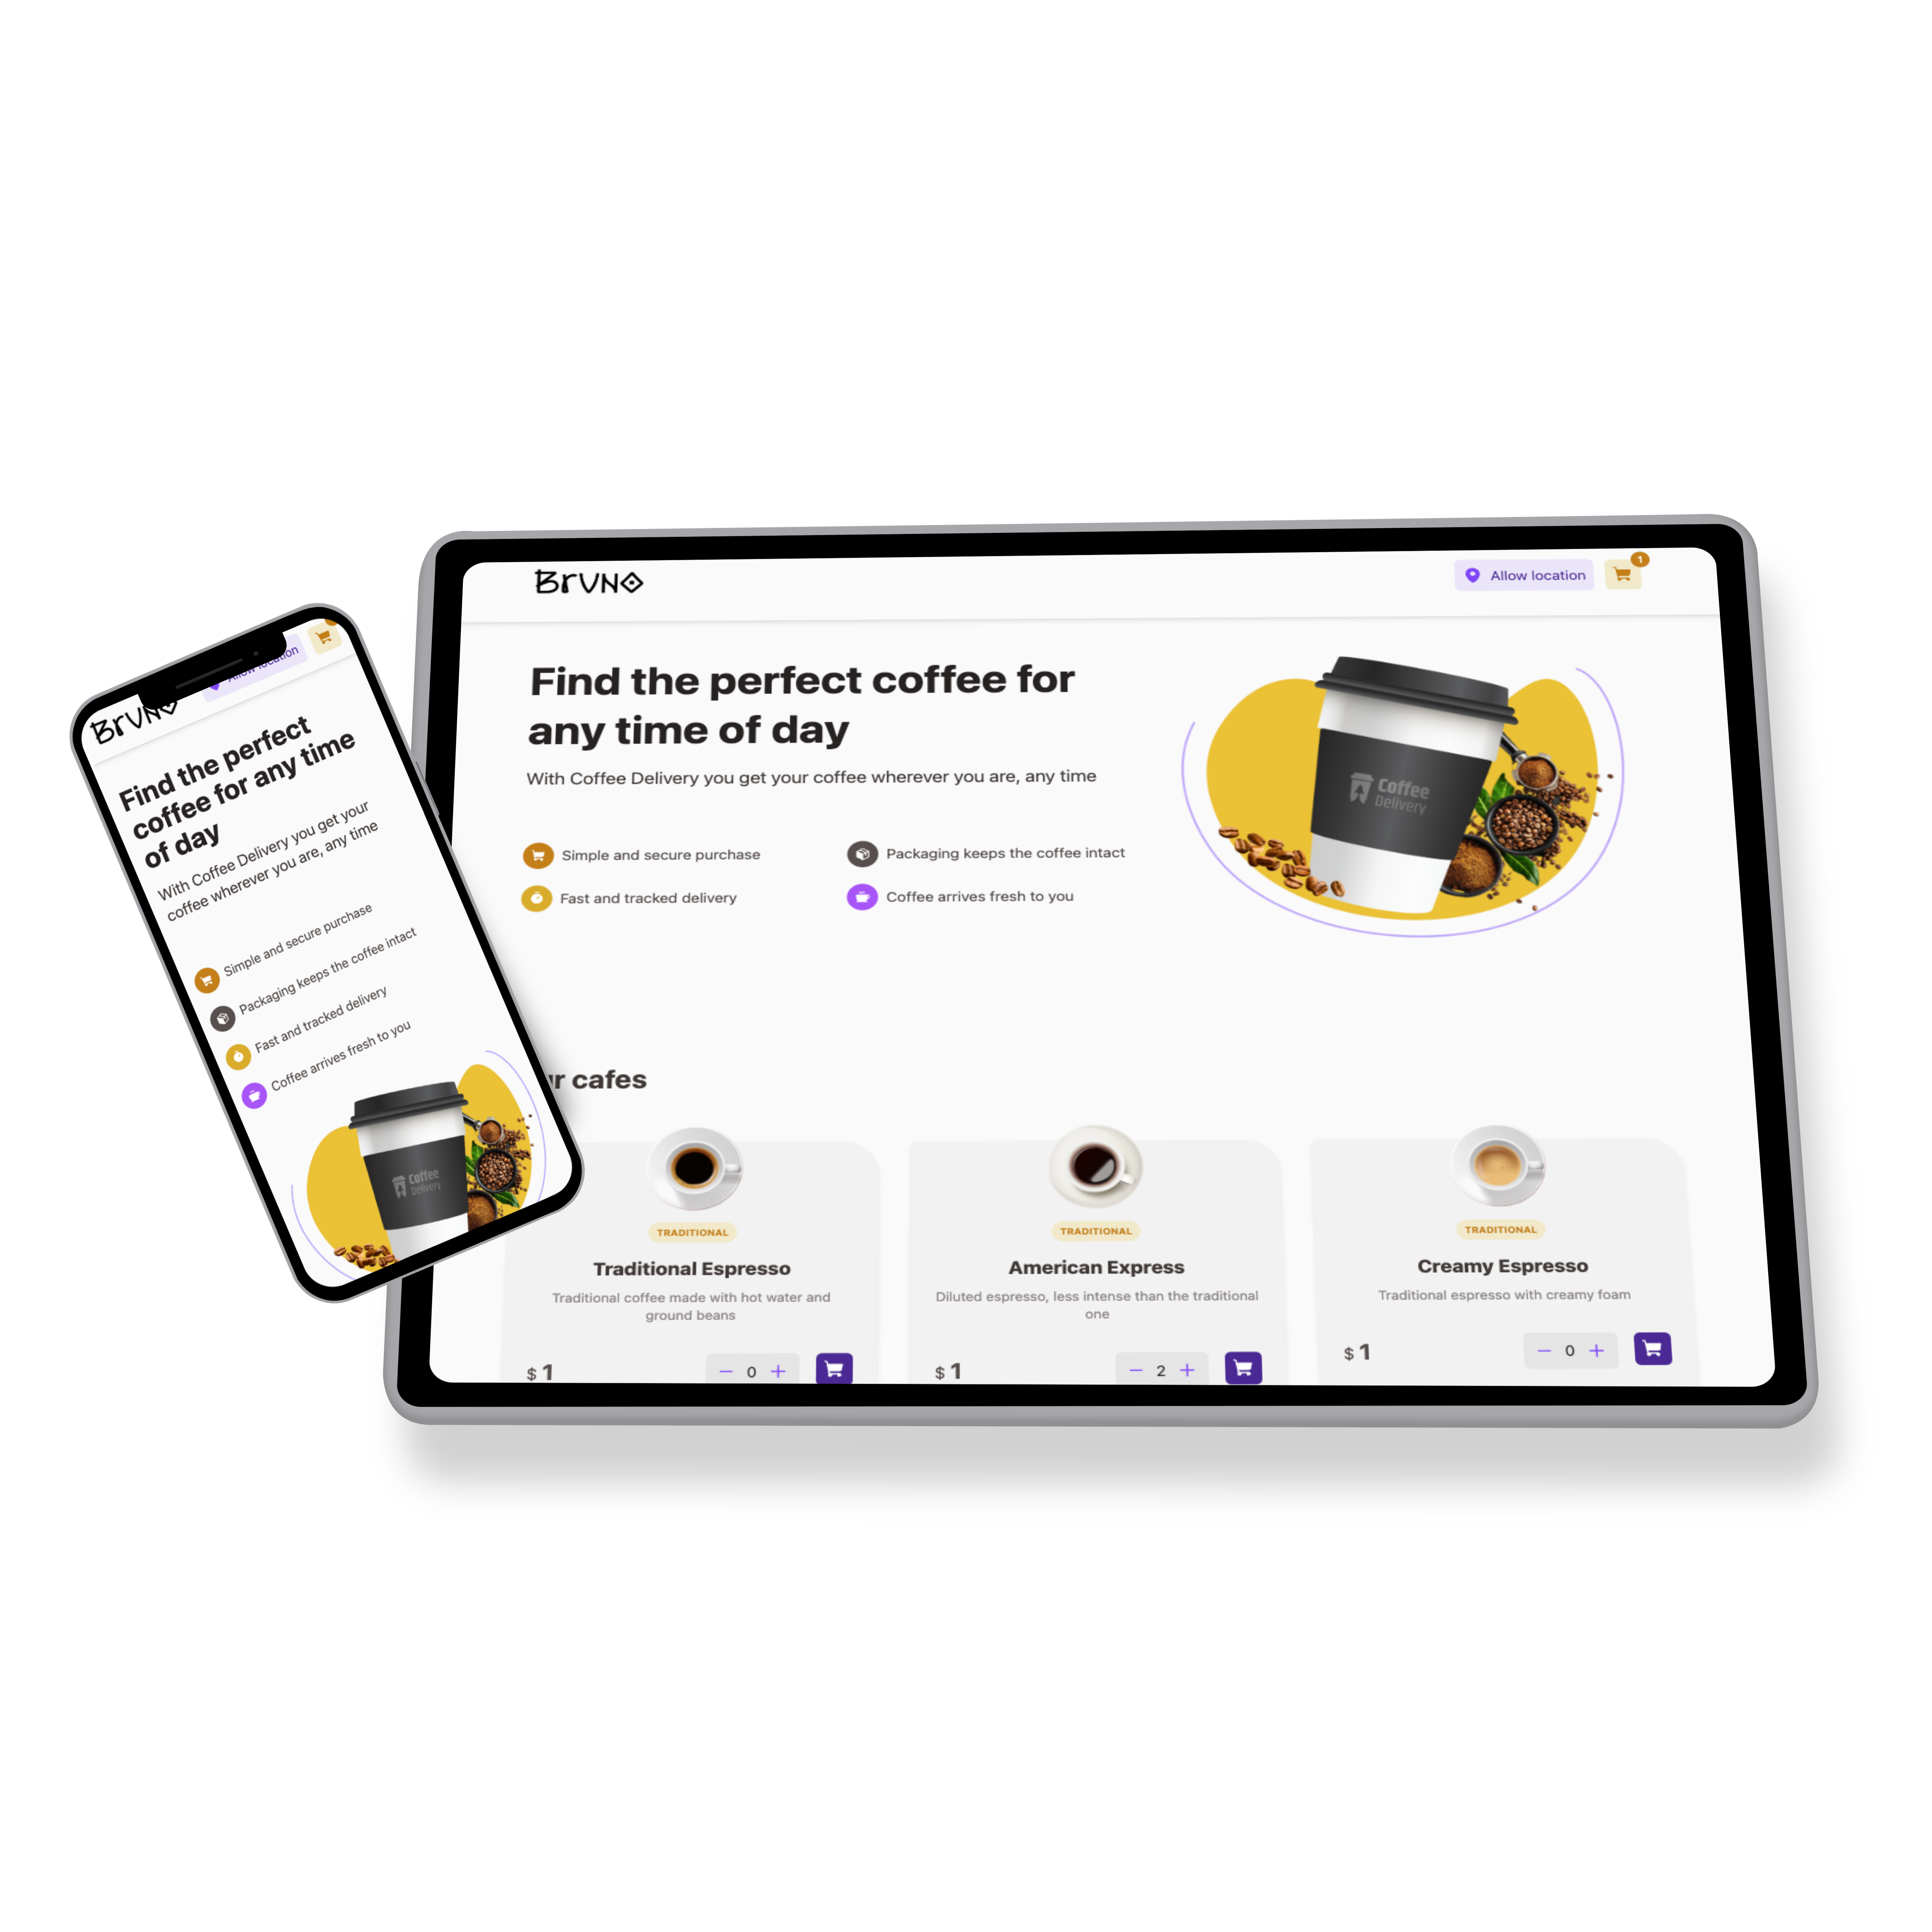 BrVNO
Allow location
Find the perfect
coffee for any time
of day
With Coffee Delivery you get your
coffee wherever you are, any time
Simple and secure purchase
Packaging keeps the coffee intact
Fast and tracked delivery
Coffee arrives fresh to you
Coffee
Delivery
BrVNO
Allow location
1
Find the perfect coffee for
any time of day
With Coffee Delivery you get your coffee wherever you are, any time
Simple and secure purchase
Packaging keeps the coffee intact
Fast and tracked delivery
Coffee arrives fresh to you
Coffee
Delivery
r cafes
TRADITIONAL
Traditional Espresso
Traditional coffee made with hot water and
ground beans
$ 1
0
TRADITIONAL
American Express
Diluted espresso, less intense than the traditional
one
$ 1
2
TRADITIONAL
Creamy Espresso
Traditional espresso with creamy foam
$ 1
0